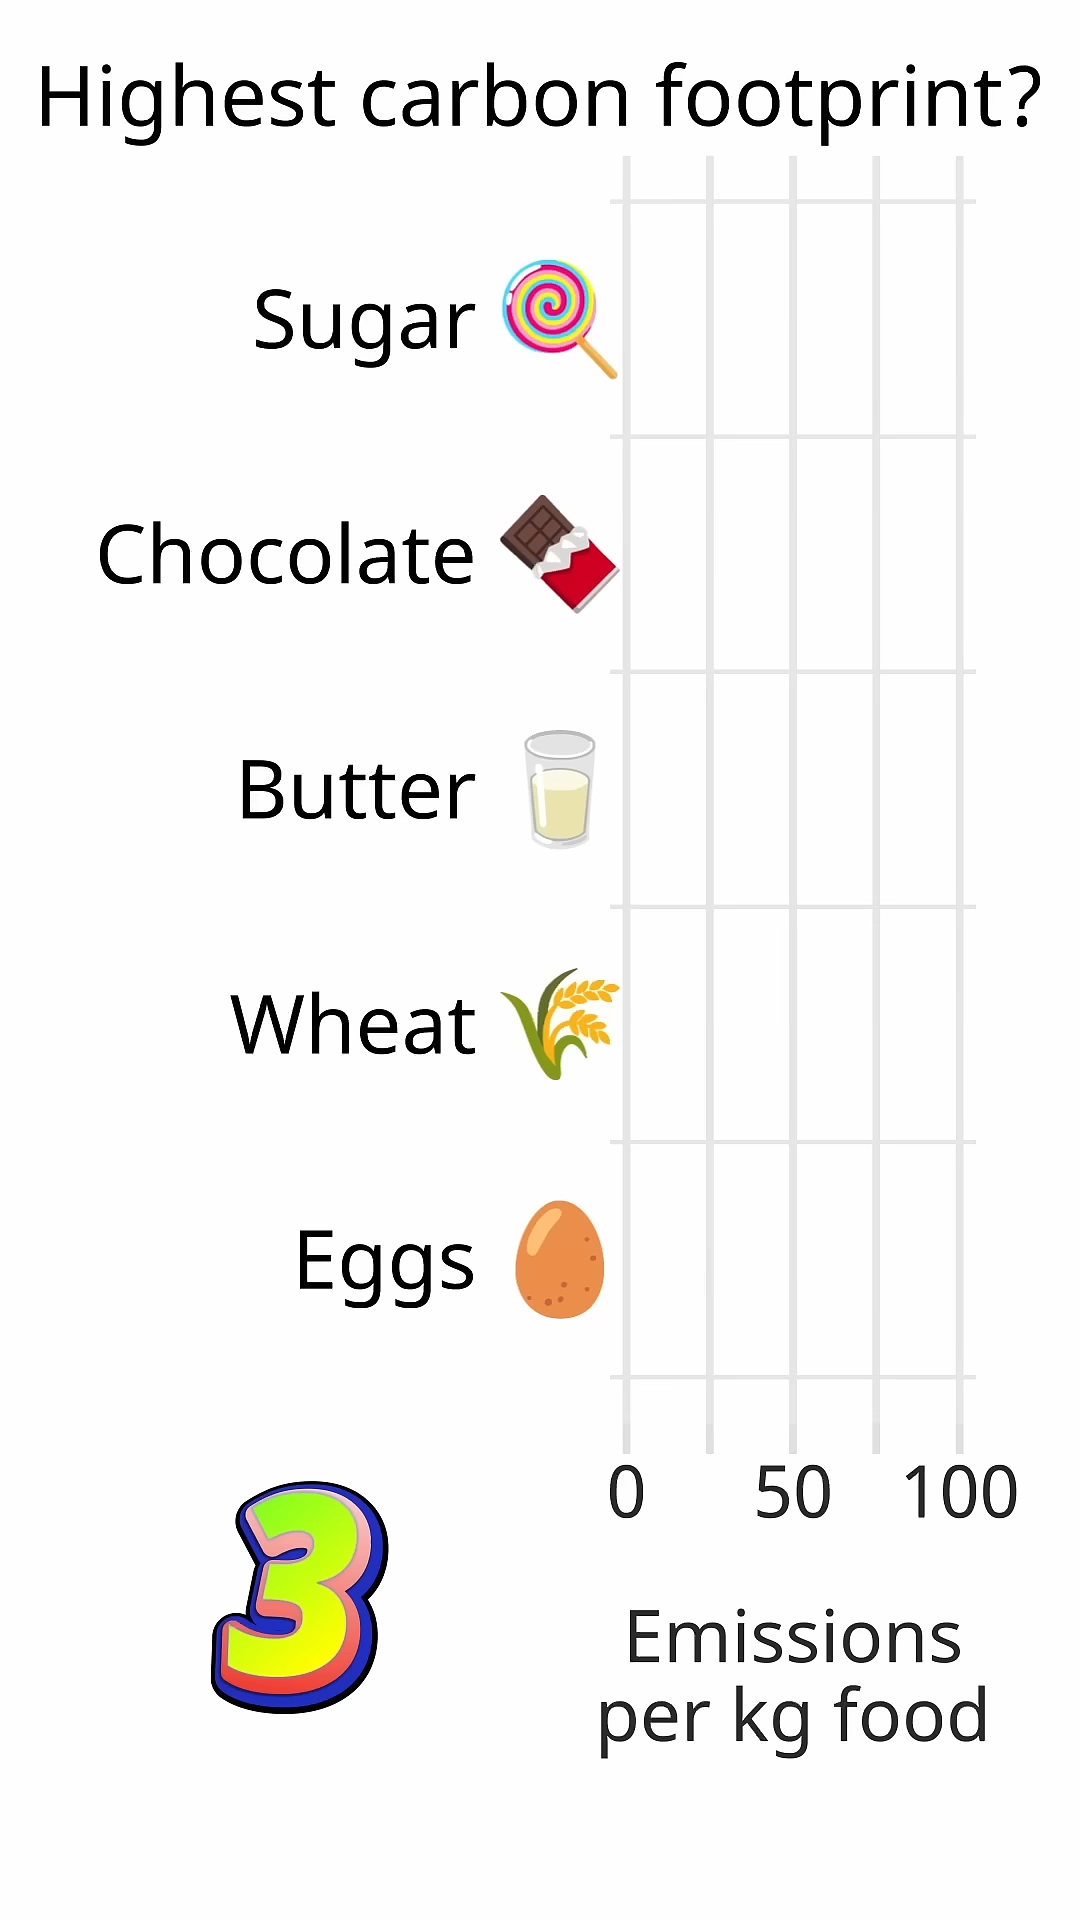 Highest carbon footprint?
Sugar
Chocolate
Butter
Wheat
Eggs
0 50 100
3
Emissions
per kg food